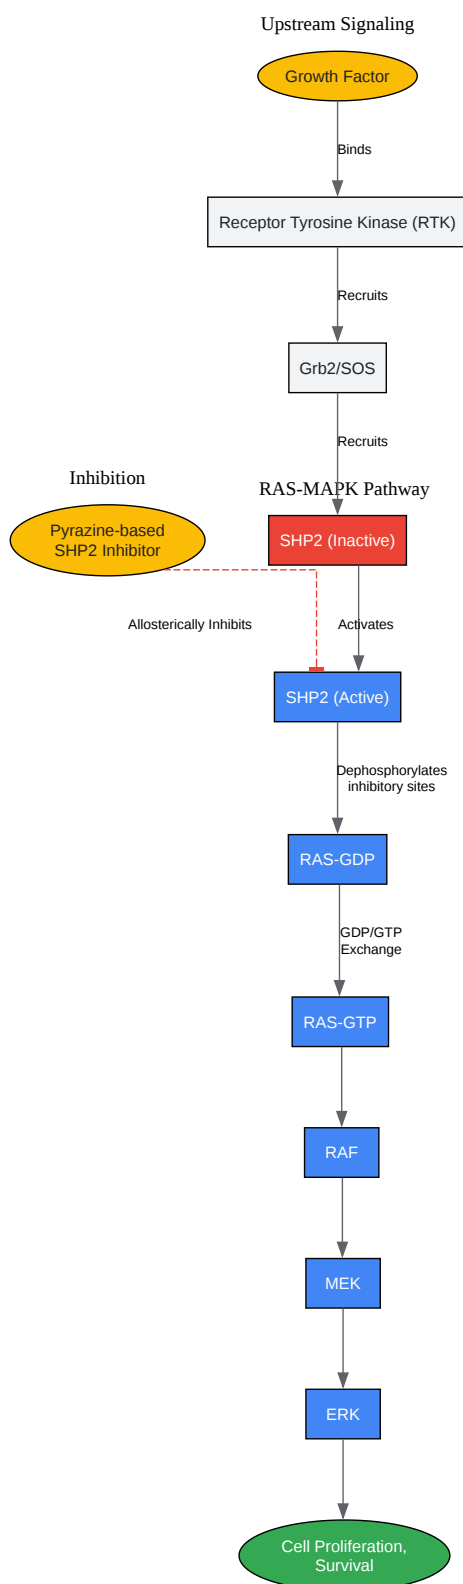 Upstream Signaling
Growth Factor
Binds
Receptor Tyrosine Kinase (RTK)
Recruits
Grb2/SOS
Recruits
Inhibition
RAS-MAPK Pathway
Pyrazine-based
SHP2 Inhibitor
SHP2 (Inactive)
Allosterically Inhibits
Activates
SHP2 (Active)
Dephosphorylates
inhibitory sites
RAS-GDP
GDP/GTP
Exchange
RAS-GTP
RAF
MEK
ERK
Cell Proliferation,
Survival